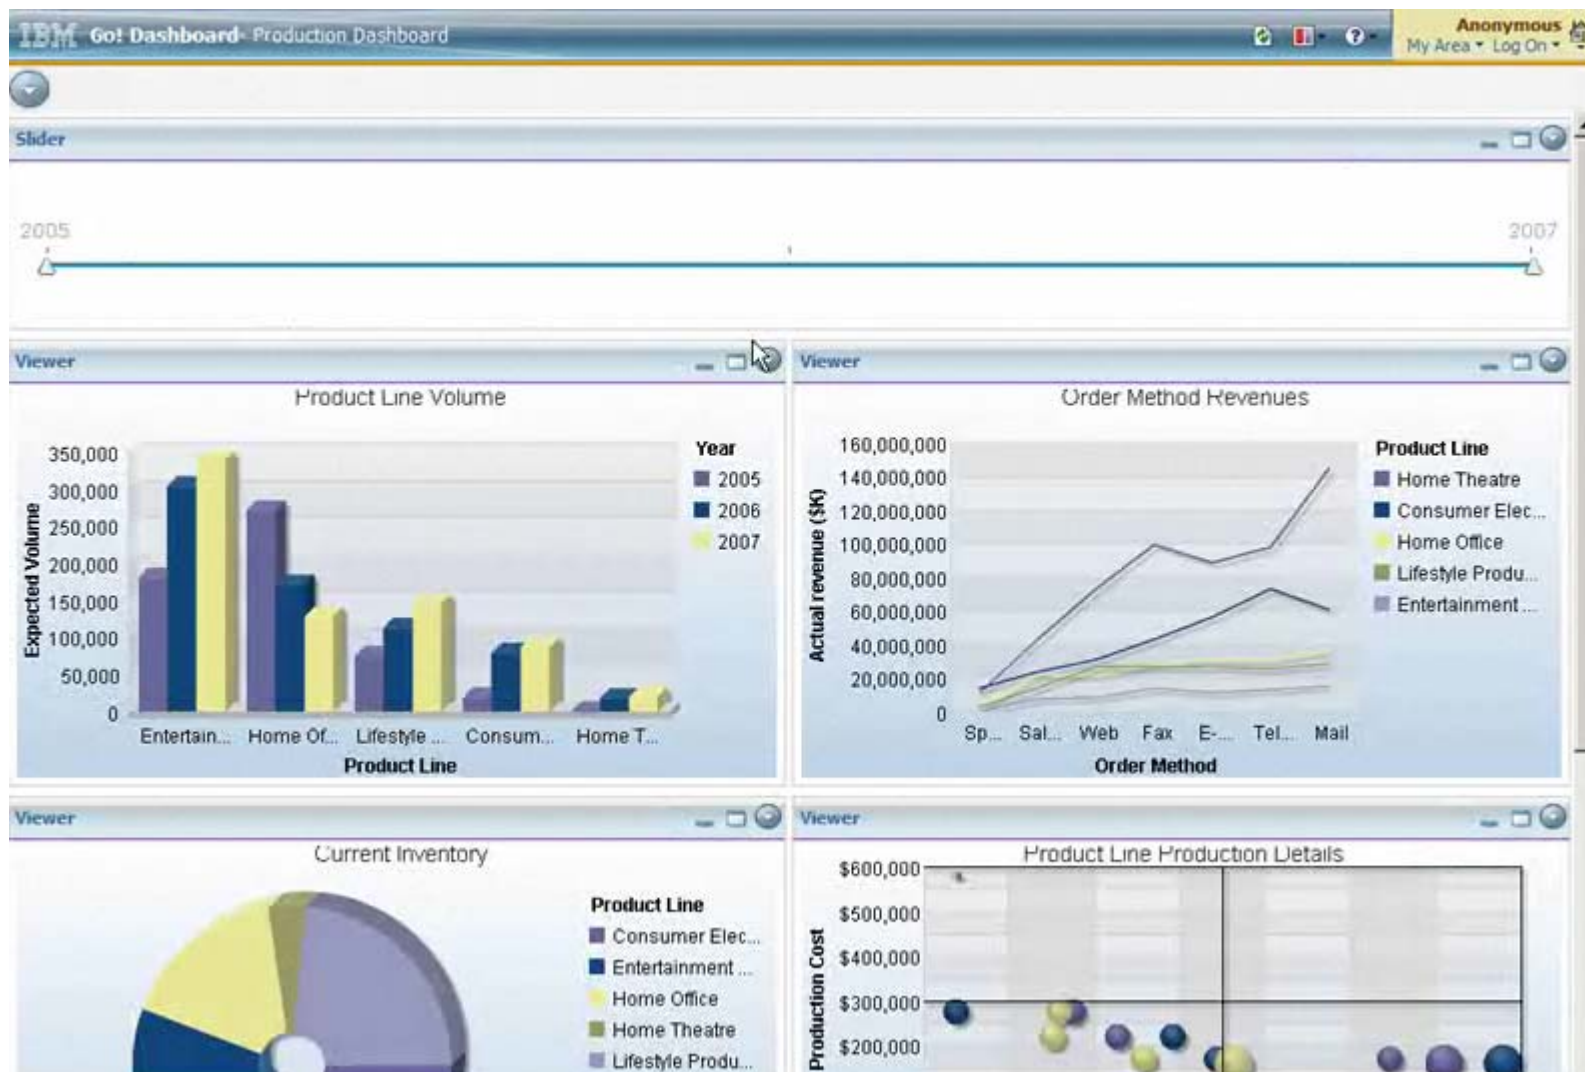 IBM Go! Dashboard- Production Dashboard
Anonymous
My Area Log On
Slider
2005 2007
Viewer
Product Line Volume
Expected Volume
350,000
300,000
250,000
200,000
150,000
100,000
50,000
0
Entertain... Home Of... Lifestyle ... Consum... Home T...
Product Line
Year
2005
2006
2007
Viewer
Order Method Revenues
Actual revenue ($K)
160,000,000
140,000,000
120,000,000
100,000,000
80,000,000
60,000,000
40,000,000
20,000,000
0
Sp... Sal... Web Fax E-... Tel... Mail
Order Method
Product Line
Home Theatre
Consumer Elec...
Home Office
Lifestyle Produ...
Entertainment ...
Viewer
Current Inventory
Product Line
Consumer Elec...
Entertainment ...
Home Office
Home Theatre
Lifestyle Produ...
Viewer
Product Line Production Details
Production Cost
$600,000
$500,000
$400,000
$300,000
$200,000